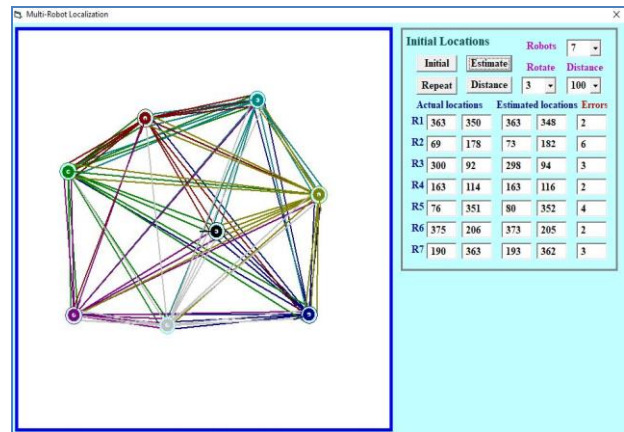 Multi-Robot Localization
Initial Locations
Robots 7
Initial Estimate Rotate Distance
Repeat Distance 3 100
Actual locations Estimated locations Errors
R1 363 350 363 348 2
R2 69 178 73 182 6
R3 300 92 298 94 3
R4 163 114 163 116 2
R5 76 351 80 352 4
R6 375 206 373 205 2
R7 190 363 193 362 3